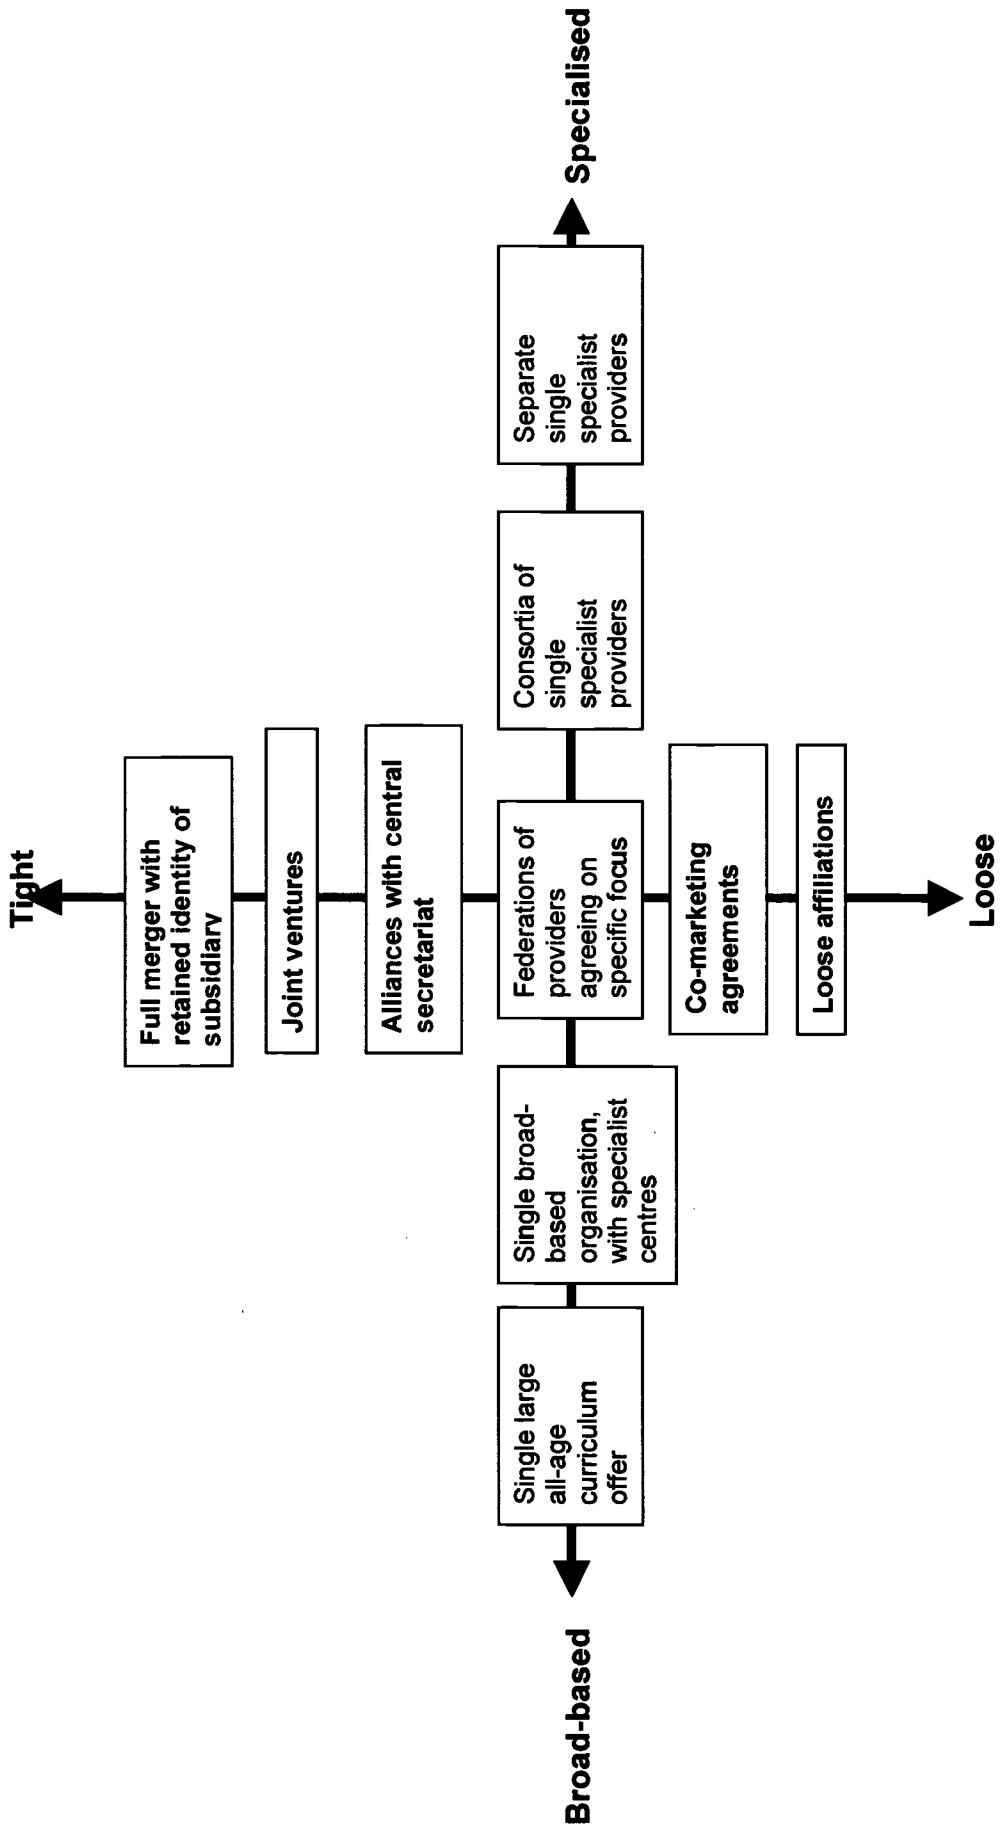 Tight
Full merger with
retained identity of
subsidiary
Joint ventures
Alliances with central
secretariat
Broad-based
Single large
all-age
curriculum
offer
Single broad-
based
organisation,
with specialist
centres
Federations of
providers
agreeing on
specific focus
Consortia of
single
specialist
providers
Separate
single
specialist
providers
Specialised
Co-marketing
agreements
Loose affiliations
Loose